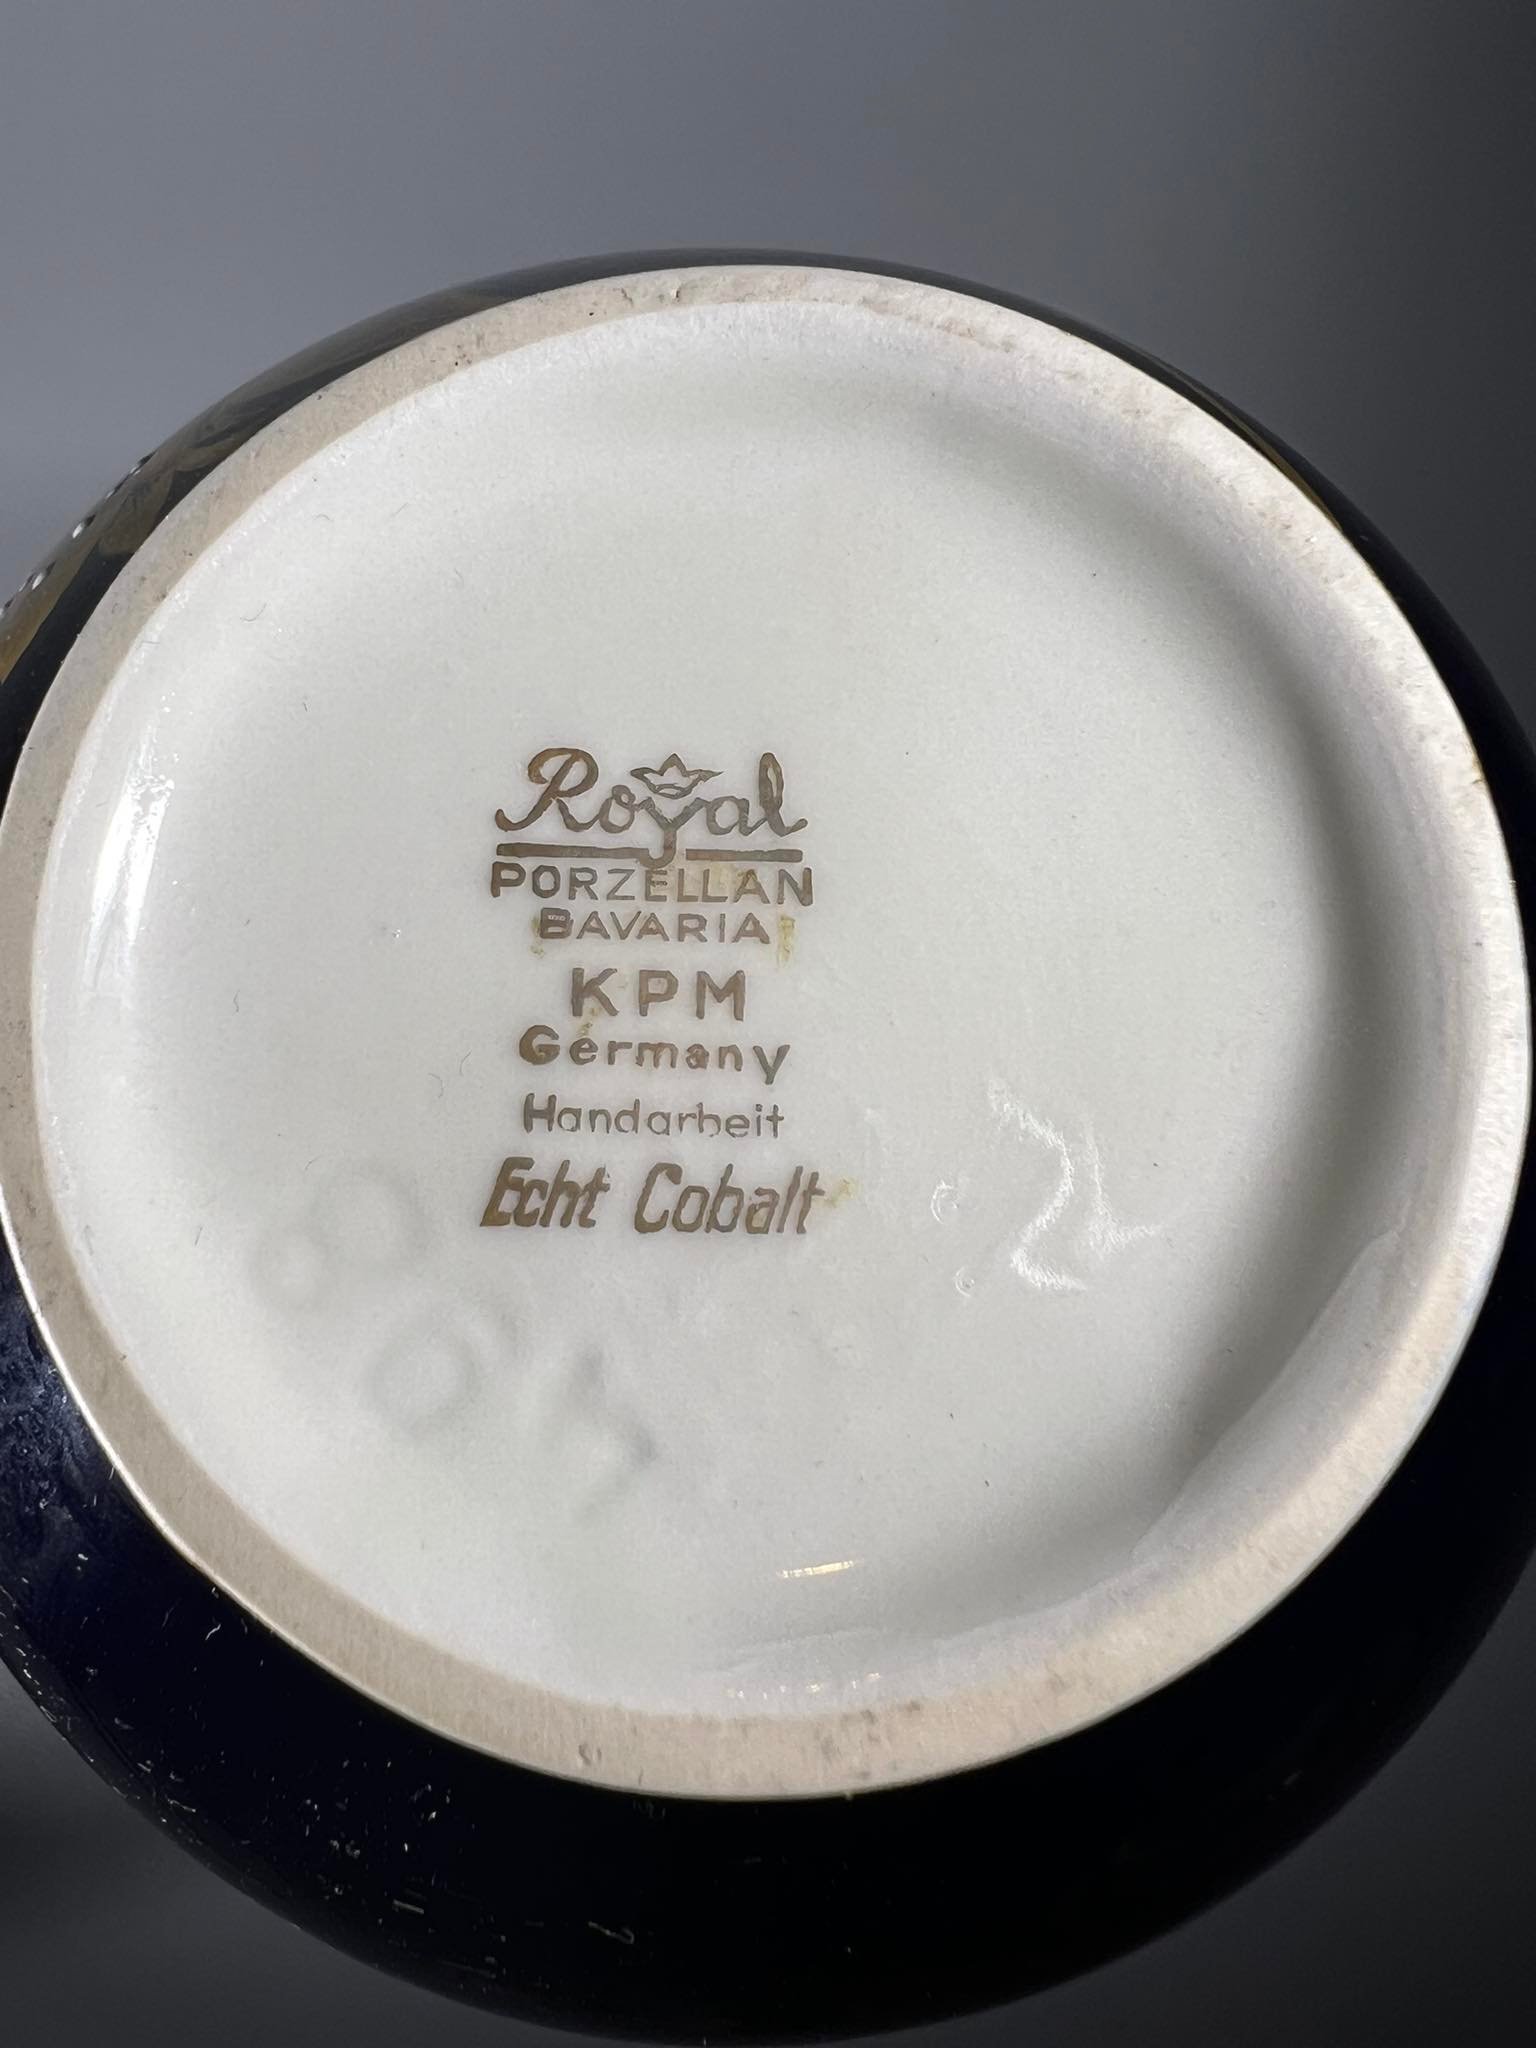 Royal
PORZELLAN
BAVARIA
KPM
Germany
Handarbeit
Echt Cobalt